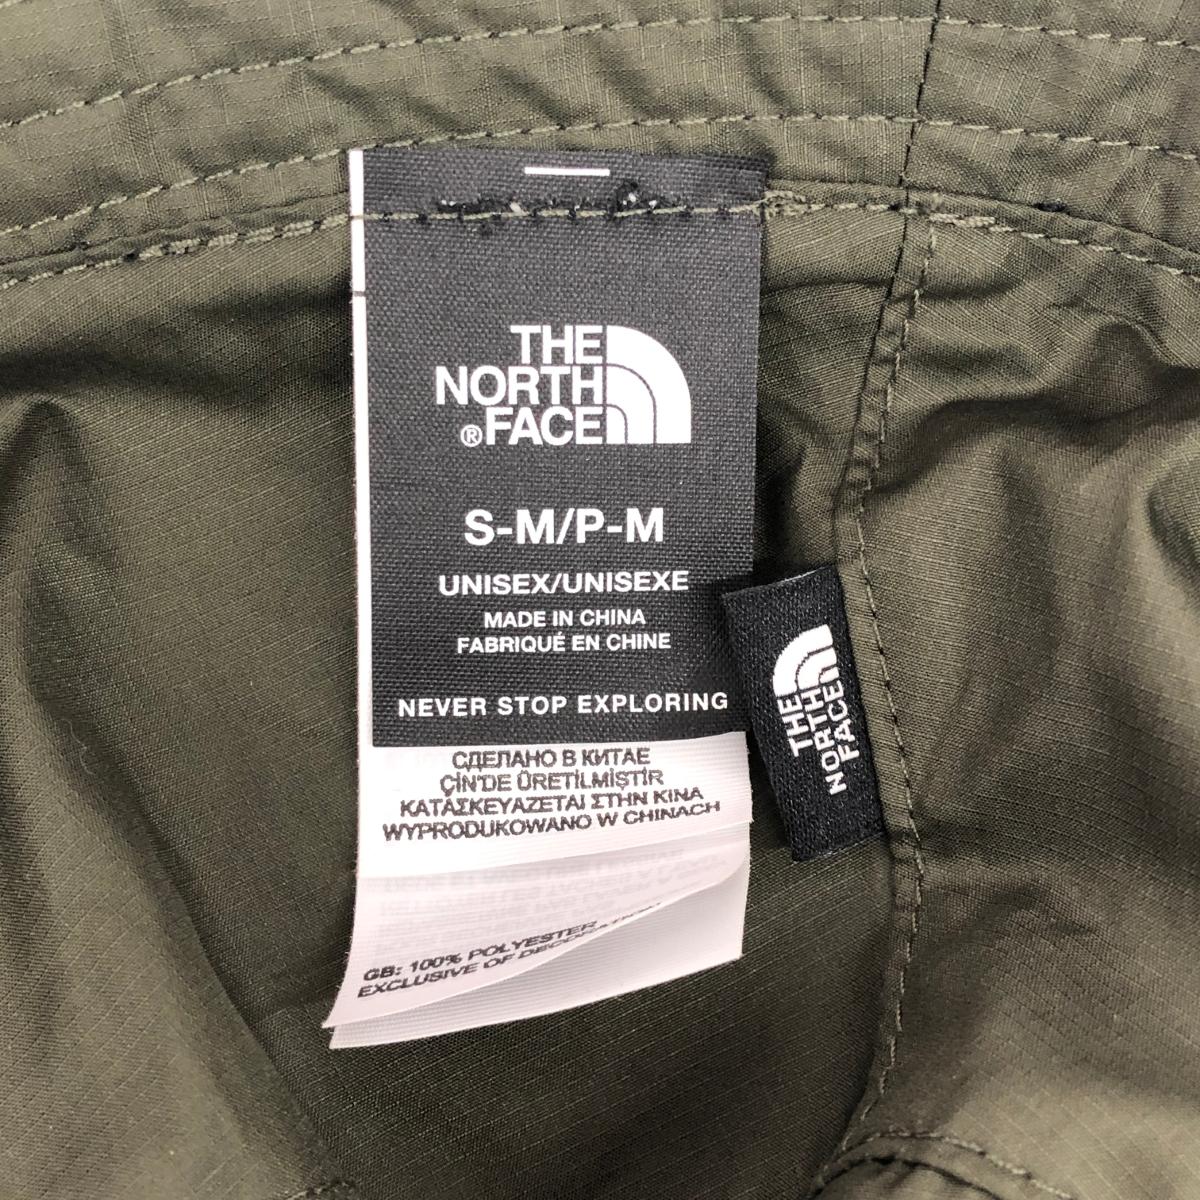 THE
NORTH
®FACE
S-M/P-M
UNISEX/UNISEXE
MADE IN CHINA
FABRIQUÉ EN CHINE
NEVER STOP EXPLORING
THE
NORTH
FACE
СДЕЛАНО В КИТАЕ
ÇİN'DE ÜRETİLMİŞTİR
ΚΑΤΑΣΚΕΥΑΖΕΤΑΙ ΣΤΗΝ ΚΙΝΑ
WYPRODUKOWANO W CHINACH
GB: 100% POLYESTER
EXCLUSIVE OF DECORATION